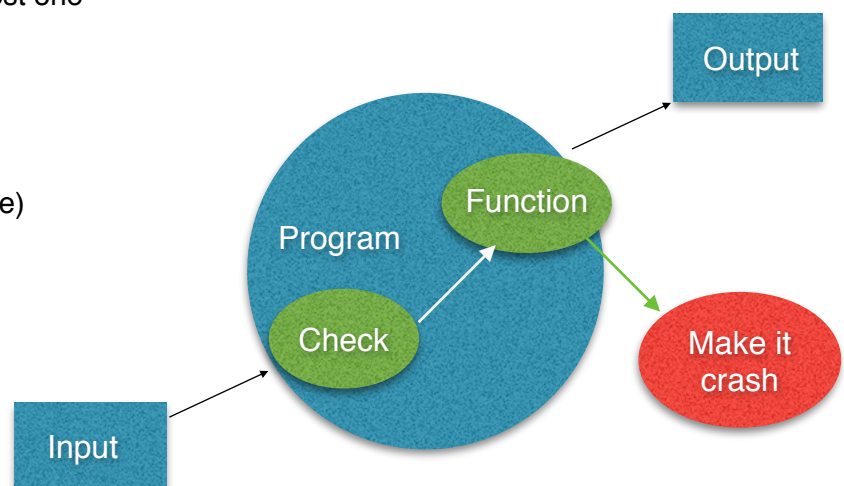 Output
Function
e)
Program
Check
Make it
crash
Input